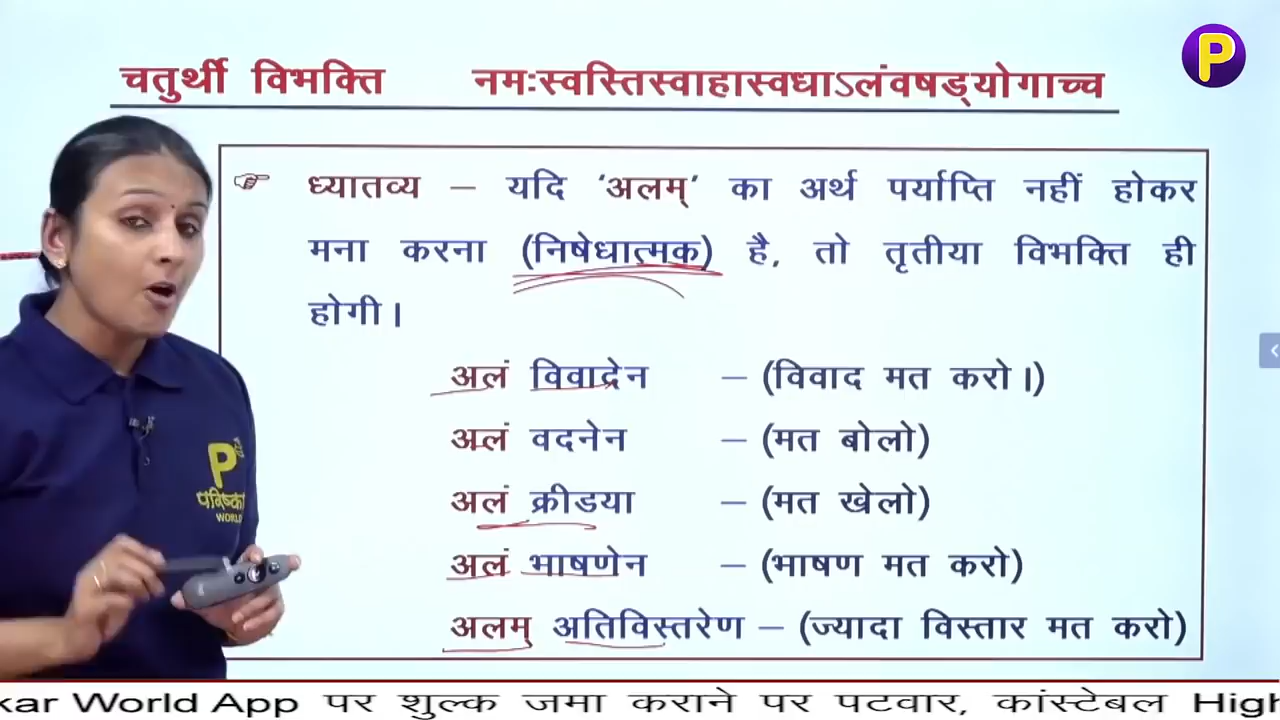 चतुर्थी विभक्ति नमःस्वस्तिस्वाहास्वधाऽलंवषड्योगाच्च
P
☞ ध्यातव्य – यदि ‘अलम्’ का अर्थ पर्याप्ति नहीं होकर
मना करना (निषेधात्मक) है, तो तृतीया विभक्ति ही
होगी।
अलं विवादेन – (विवाद मत करो।)
अलं वदनेन – (मत बोलो)
अलं क्रीडया – (मत खेलो)
अलं भाषणेन – (भाषण मत करो)
अलम् अतिविस्तरेण – (ज्यादा विस्तार मत करो)
P
WORLD
kar World App पर शुल्क जमा कराने पर पटवार, कांस्टेबल High